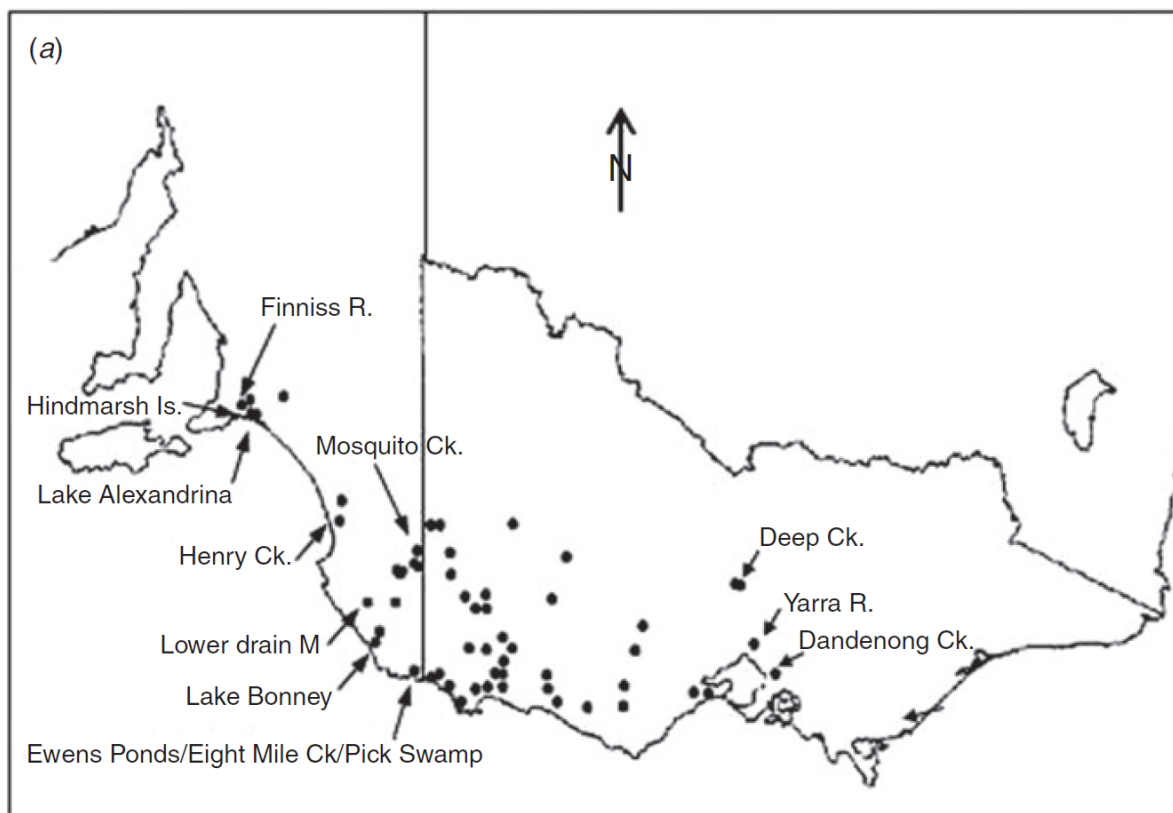 (a)
N
Finniss R.
Hindmarsh Is.
Mosquito Ck.
Lake Alexandrina
Deep Ck.
Henry Ck.
Yarra R.
Lower drain M
Dandenong Ck.
Lake Bonney
Ewens Ponds/Eight Mile Ck/Pick Swamp